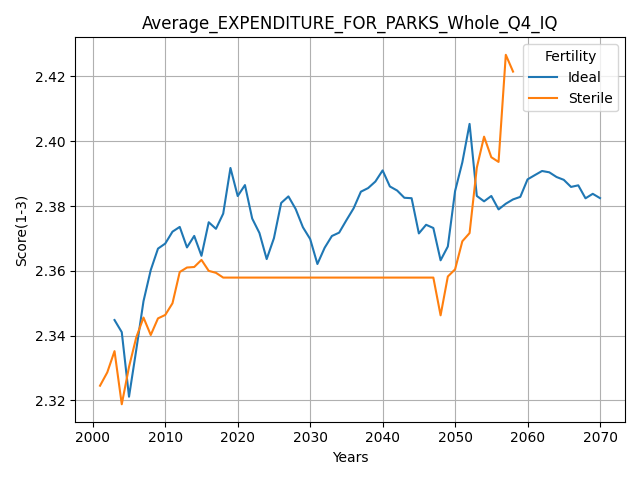 Average_EXPENDITURE_FOR_PARKS_Whole_Q4_IQ
Fertility
Ideal
Sterile
Score(1-3)
2.42
2.40
2.38
2.36
2.34
2.32
2000 2010 2020 2030 2040 2050 2060 2070
Years